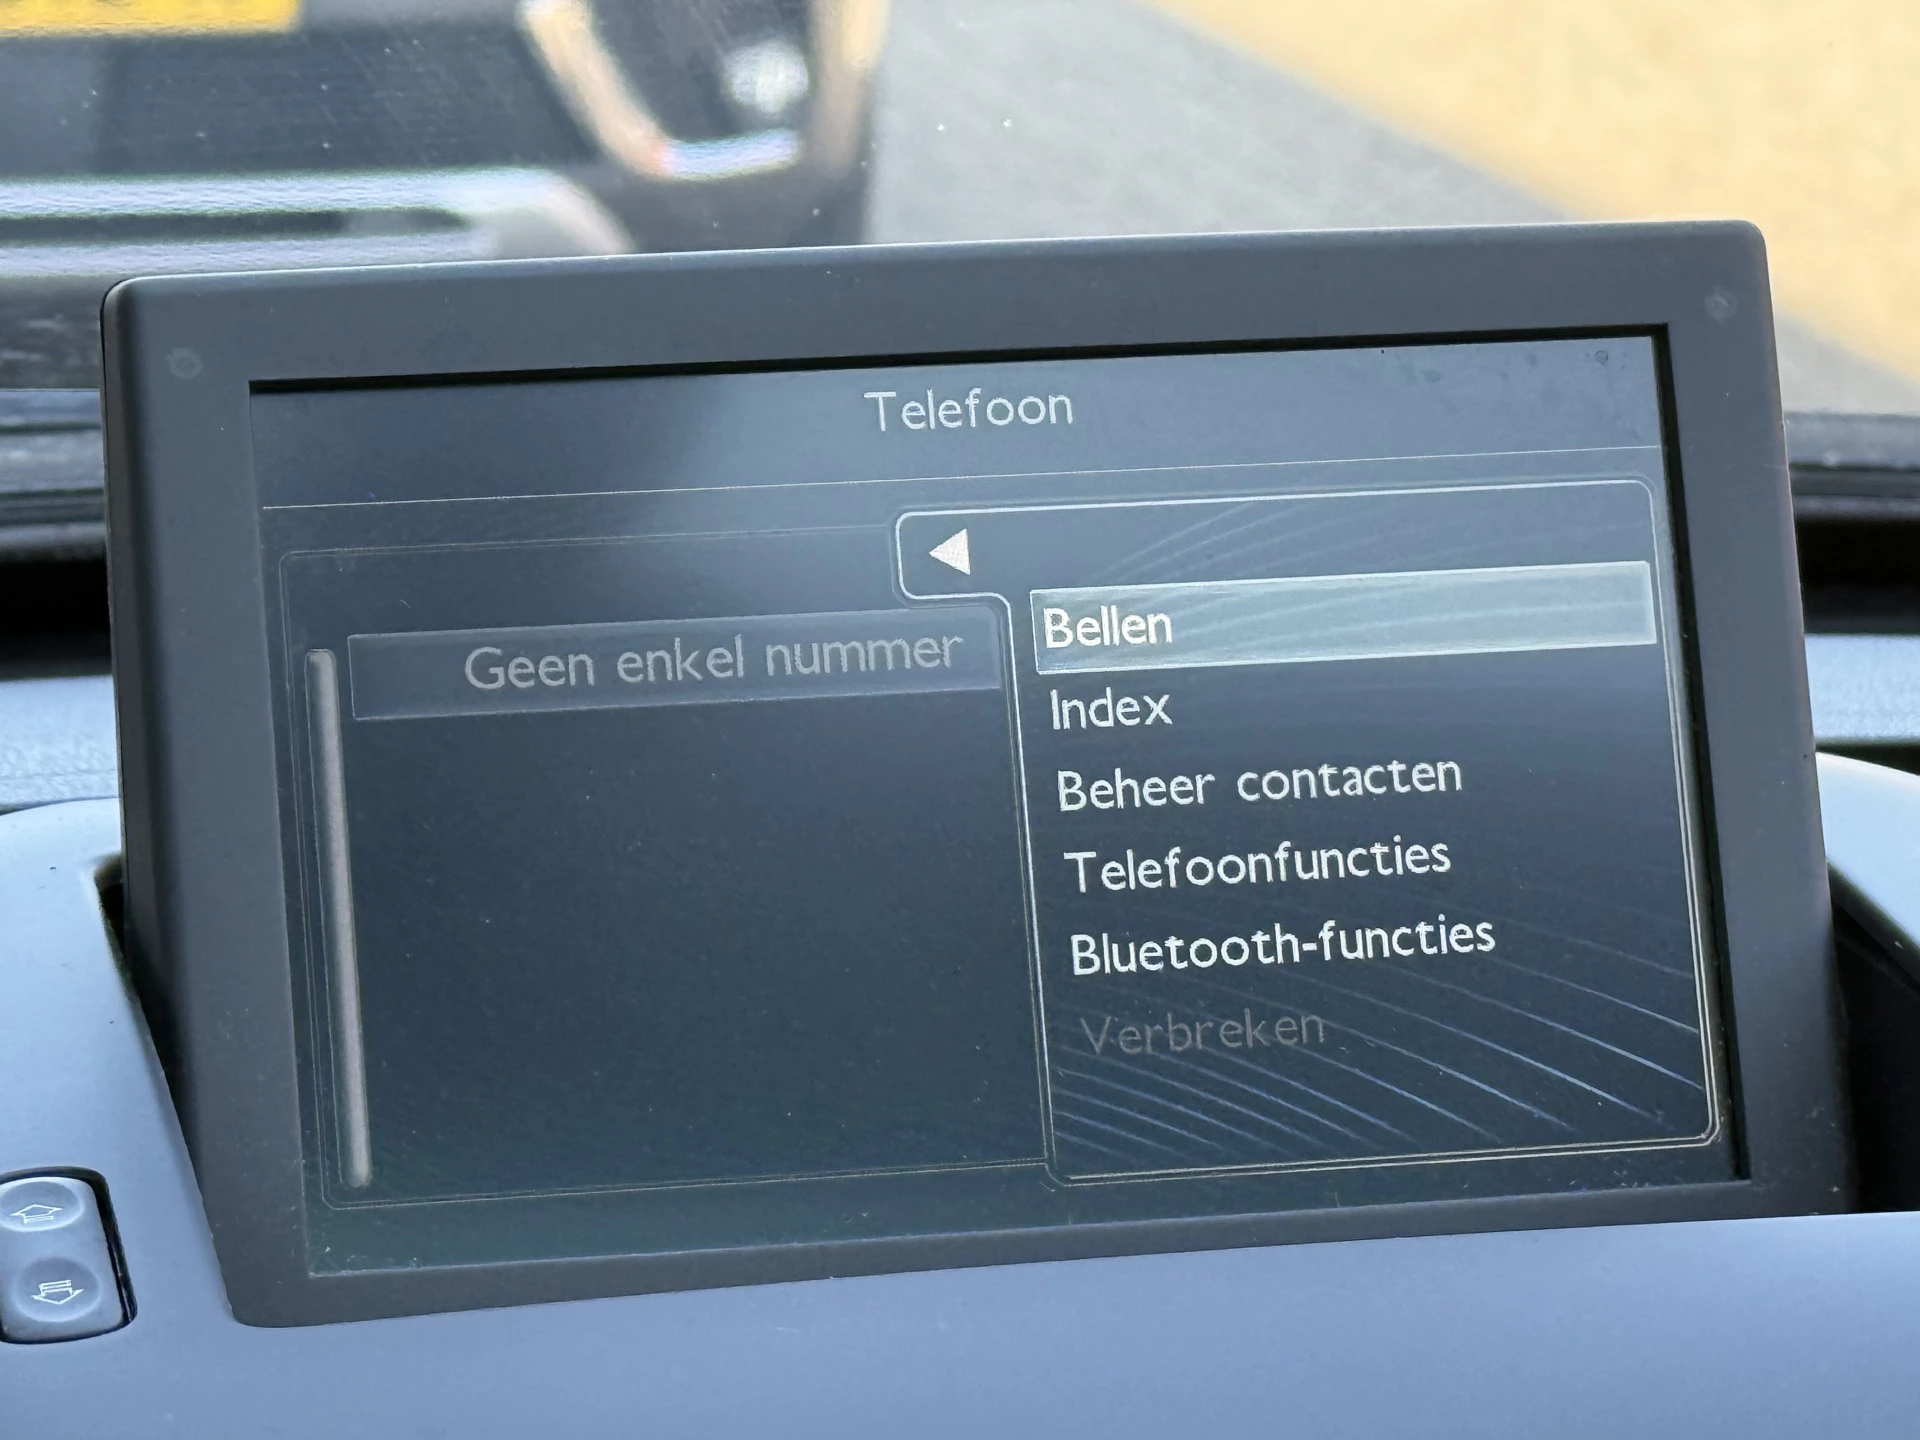 Telefoon
Geen enkel nummer
Bellen
Index
Beheer contacten
Telefoonfuncties
Bluetooth-functies
Verbreken